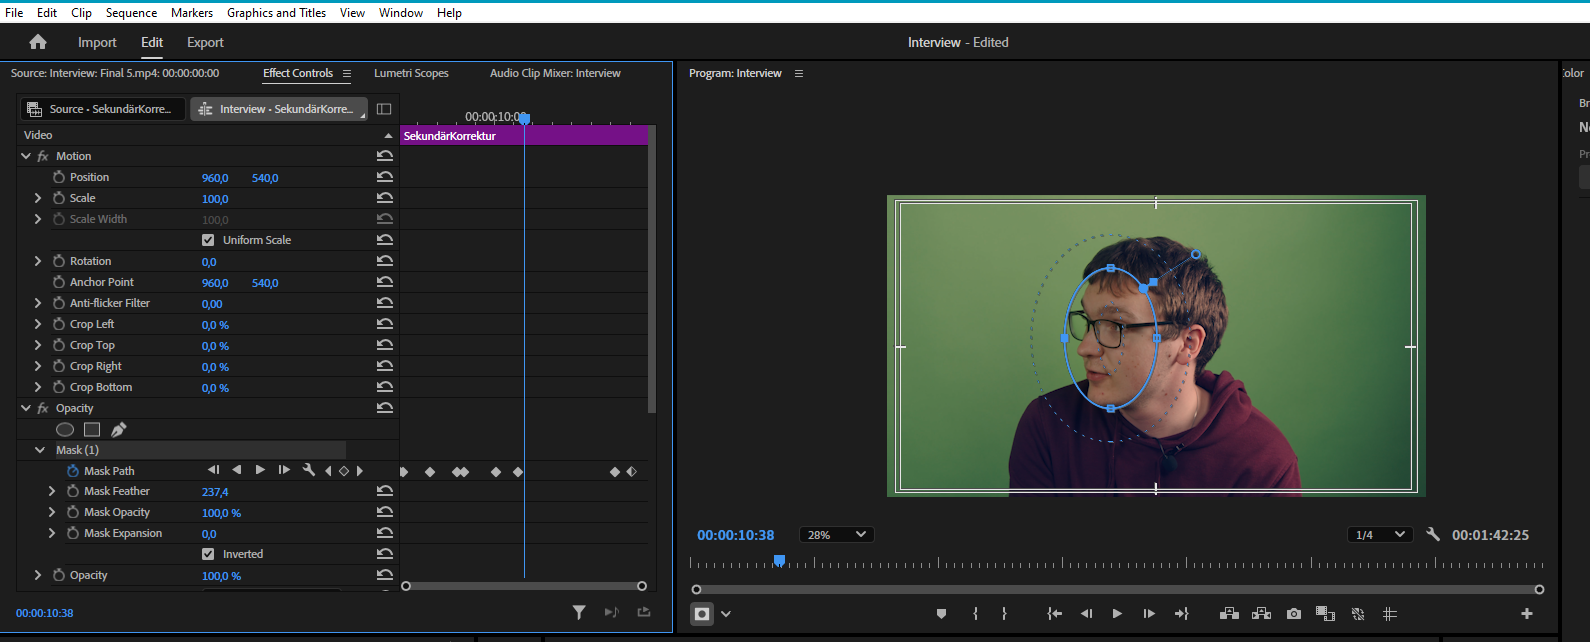 File Edit Clip Sequence Markers Graphics and Titles View Window Help
Import Edit Export Interview - Edited
Source: Interview: Final 5.mp4: 00:00:00:00 Effect Controls Lumetri Scopes Audio Clip Mixer: Interview
Program: Interview
Source • SekundärKorre... Interview • SekundärKorre...
00:00:10:00
Video
SekundärKorrektur
fx Motion
Position 960,0 540,0
Scale 100,0
Scale Width 100,0
Uniform Scale
Rotation 0,0
Anchor Point 960,0 540,0
Anti-flicker Filter 0,00
Crop Left 0,0 %
Crop Top 0,0 %
Crop Right 0,0 %
Crop Bottom 0,0 %
fx Opacity
Mask (1)
Mask Path
Mask Feather 237,4
Mask Opacity 100,0 %
Mask Expansion 0,0
Inverted
Opacity 100,0 %
00:00:10:38
00:00:10:38 28% 1/4 00:01:42:25